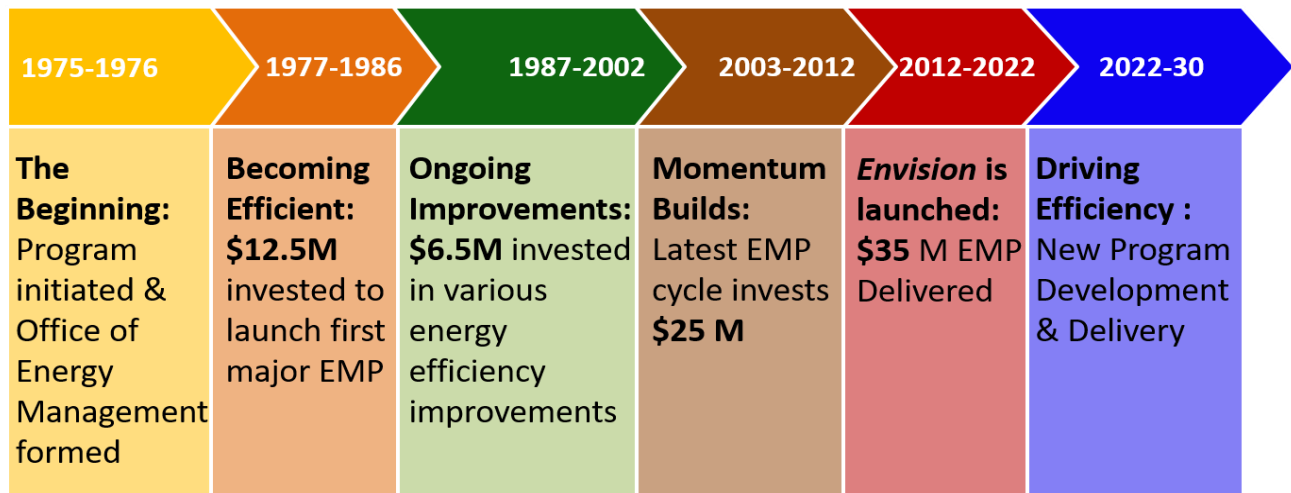 1975-1976
1977-1986
1987-2002
2003-2012
2012-2022
2022-30
The
Beginning:
Program
initiated &
Office of
Energy
Management
formed
Becoming
Efficient:
$12.5M
invested to
launch first
major EMP
Ongoing
Improvements:
$6.5M invested
in various
energy
efficiency
improvements
Momentum
Builds:
Latest EMP
cycle invests
$25 M
Envision is
launched:
$35 M EMP
Delivered
Driving
Efficiency :
New Program
Development
& Delivery